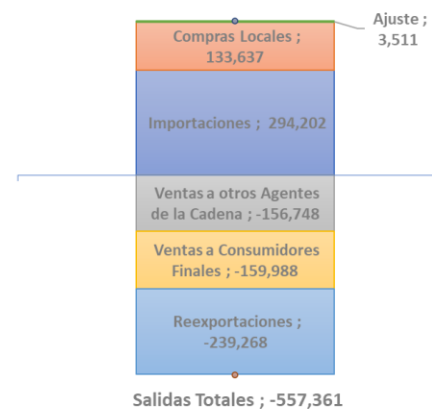 Ajuste ;
3,511
Compras Locales ;
133,637
Importaciones ; 294,202
Ventas a otros Agentes
de la Cadena ; -156,748
Ventas a Consumidores
Finales ; -159,988
Reexportaciones ;
-239,268
Salidas Totales ; -557,361